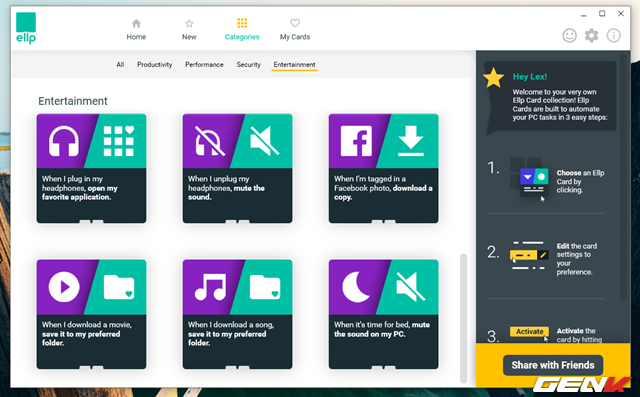 ellp
Home
New
Categories
My Cards
All
Productivity
Performance
Security
Entertainment
Entertainment
When I plug in my
headphones, open my
favorite application.
When I unplug my
headphones, mute the
sound.
When I'm tagged in a
Facebook photo, download a
copy.
When I download a movie,
save it to my preferred
folder.
When I download a song,
save it to my preferred
folder.
When it's time for bed, mute
the sound on my PC.
Hey Lex!
Welcome to your very own
Ellp Card collection! Ellp
Cards are built to automate
your PC tasks in 3 easy steps:
1.
Choose an Ellp
Card by
clicking.
2.
Edit the card
settings to
your
preference.
3.
Activate
Activate the
card by hitting
Share with Friends
GENK